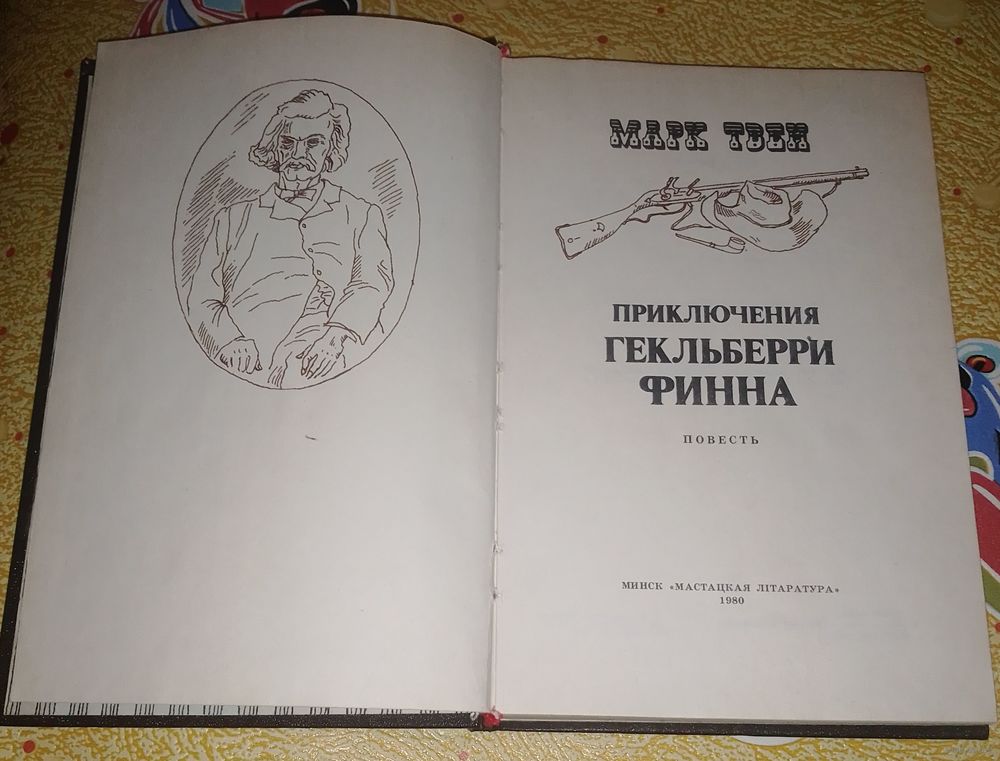 МАРК ТВЕН
ПРИКЛЮЧЕНИЯ
ГЕКЛЬБЕРРИ
ФИННА
ПОВЕСТЬ
МИНСК «МАСТАЦКАЯ ЛІТАРАТУРА»
1980